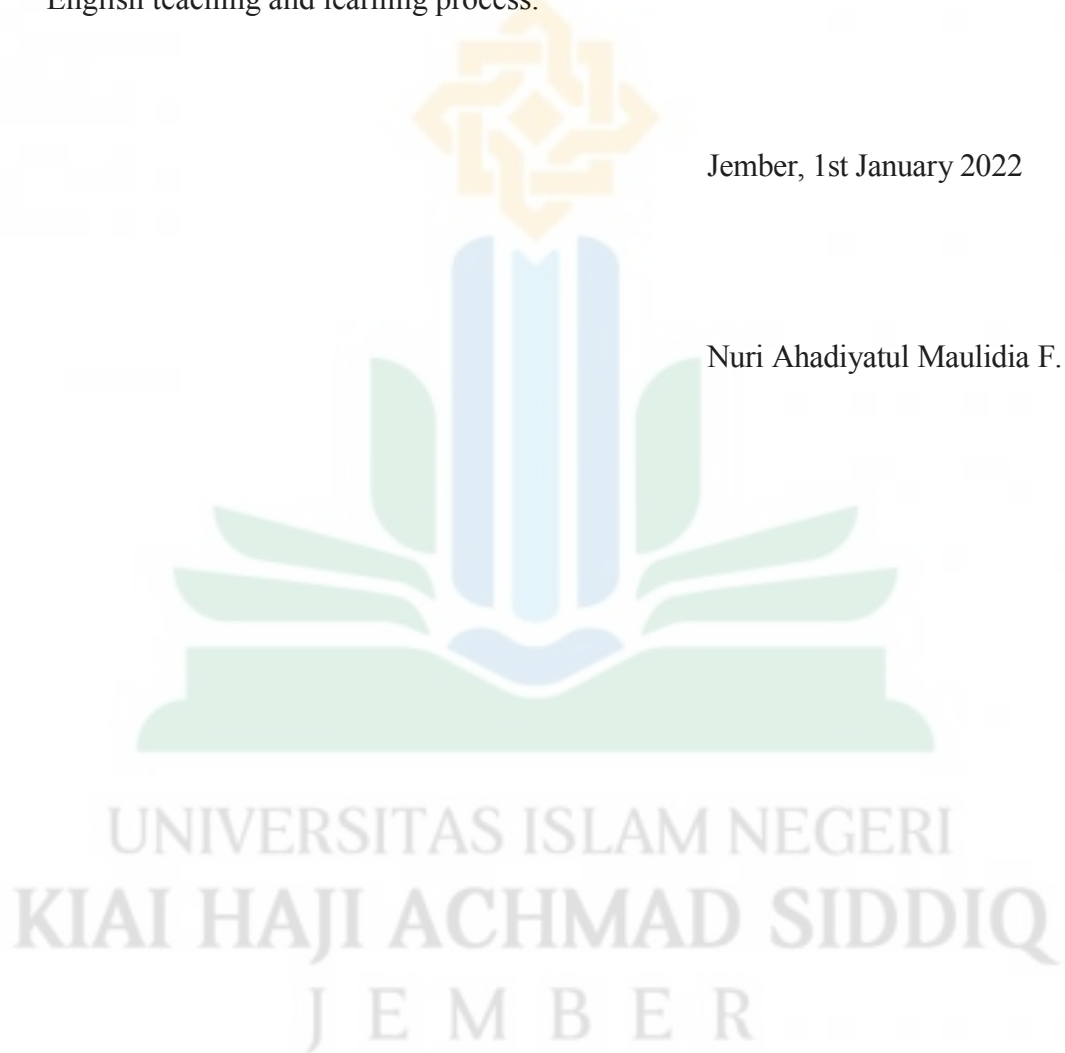 English teaching and learning process.
Jember, 1st January 2022
Nuri Ahadiyatul Maulidia F.
UNIVERSITAS ISLAM NEGERI
KIAI HAJI ACHMAD SIDDIQ
JEMBER